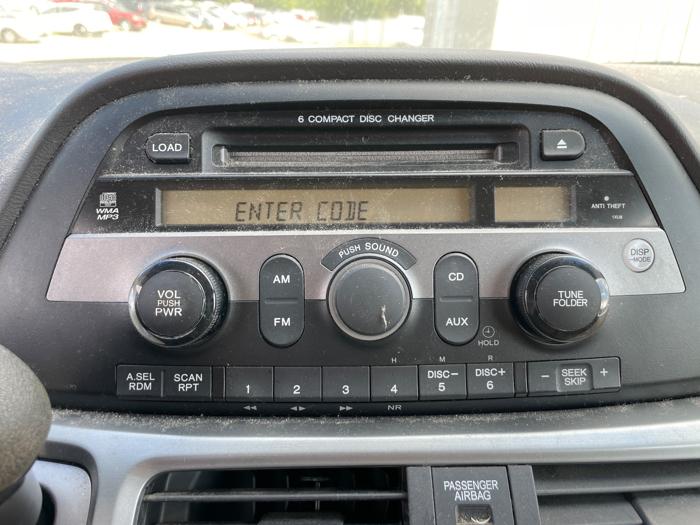 6 COMPACT DISC CHANGER
LOAD
WMA
MP3
ENTER CODE
ANTI THEFT
PUSH SOUND
DISP
MODE
VOL
PUSH
PWR
AM
FM
CD
AUX
TUNE
FOLDER
HOLD
H
M
R
A.SEL
RDM
SCAN
RPT
1
2
3
4
DISC-
5
DISC+
6
-
SEEK
SKIP
+
NR
PASSENGER
AIRBAG